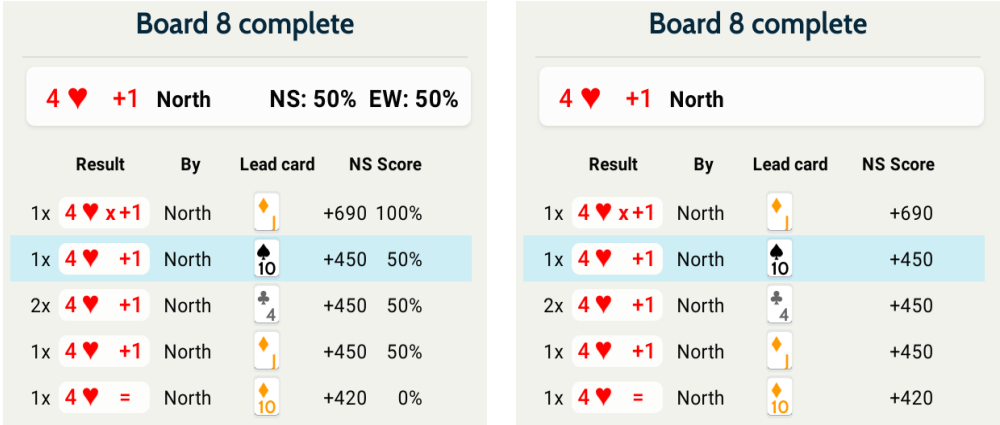 Board 8 complete
4 ♥ +1 North NS: 50% EW: 50%
Result By Lead card NS Score
1x 4 ♥ x +1 North ♦ J +690 100%
1x 4 ♥ +1 North ♠ 10 +450 50%
2x 4 ♥ +1 North ♣ 4 +450 50%
1x 4 ♥ +1 North ♦ J +450 50%
1x 4 ♥ = North ♦ 10 +420 0%
Board 8 complete
4 ♥ +1 North
Result By Lead card NS Score
1x 4 ♥ x +1 North ♦ J +690
1x 4 ♥ +1 North ♠ 10 +450
2x 4 ♥ +1 North ♣ 4 +450
1x 4 ♥ +1 North ♦ J +450
1x 4 ♥ = North ♦ 10 +420